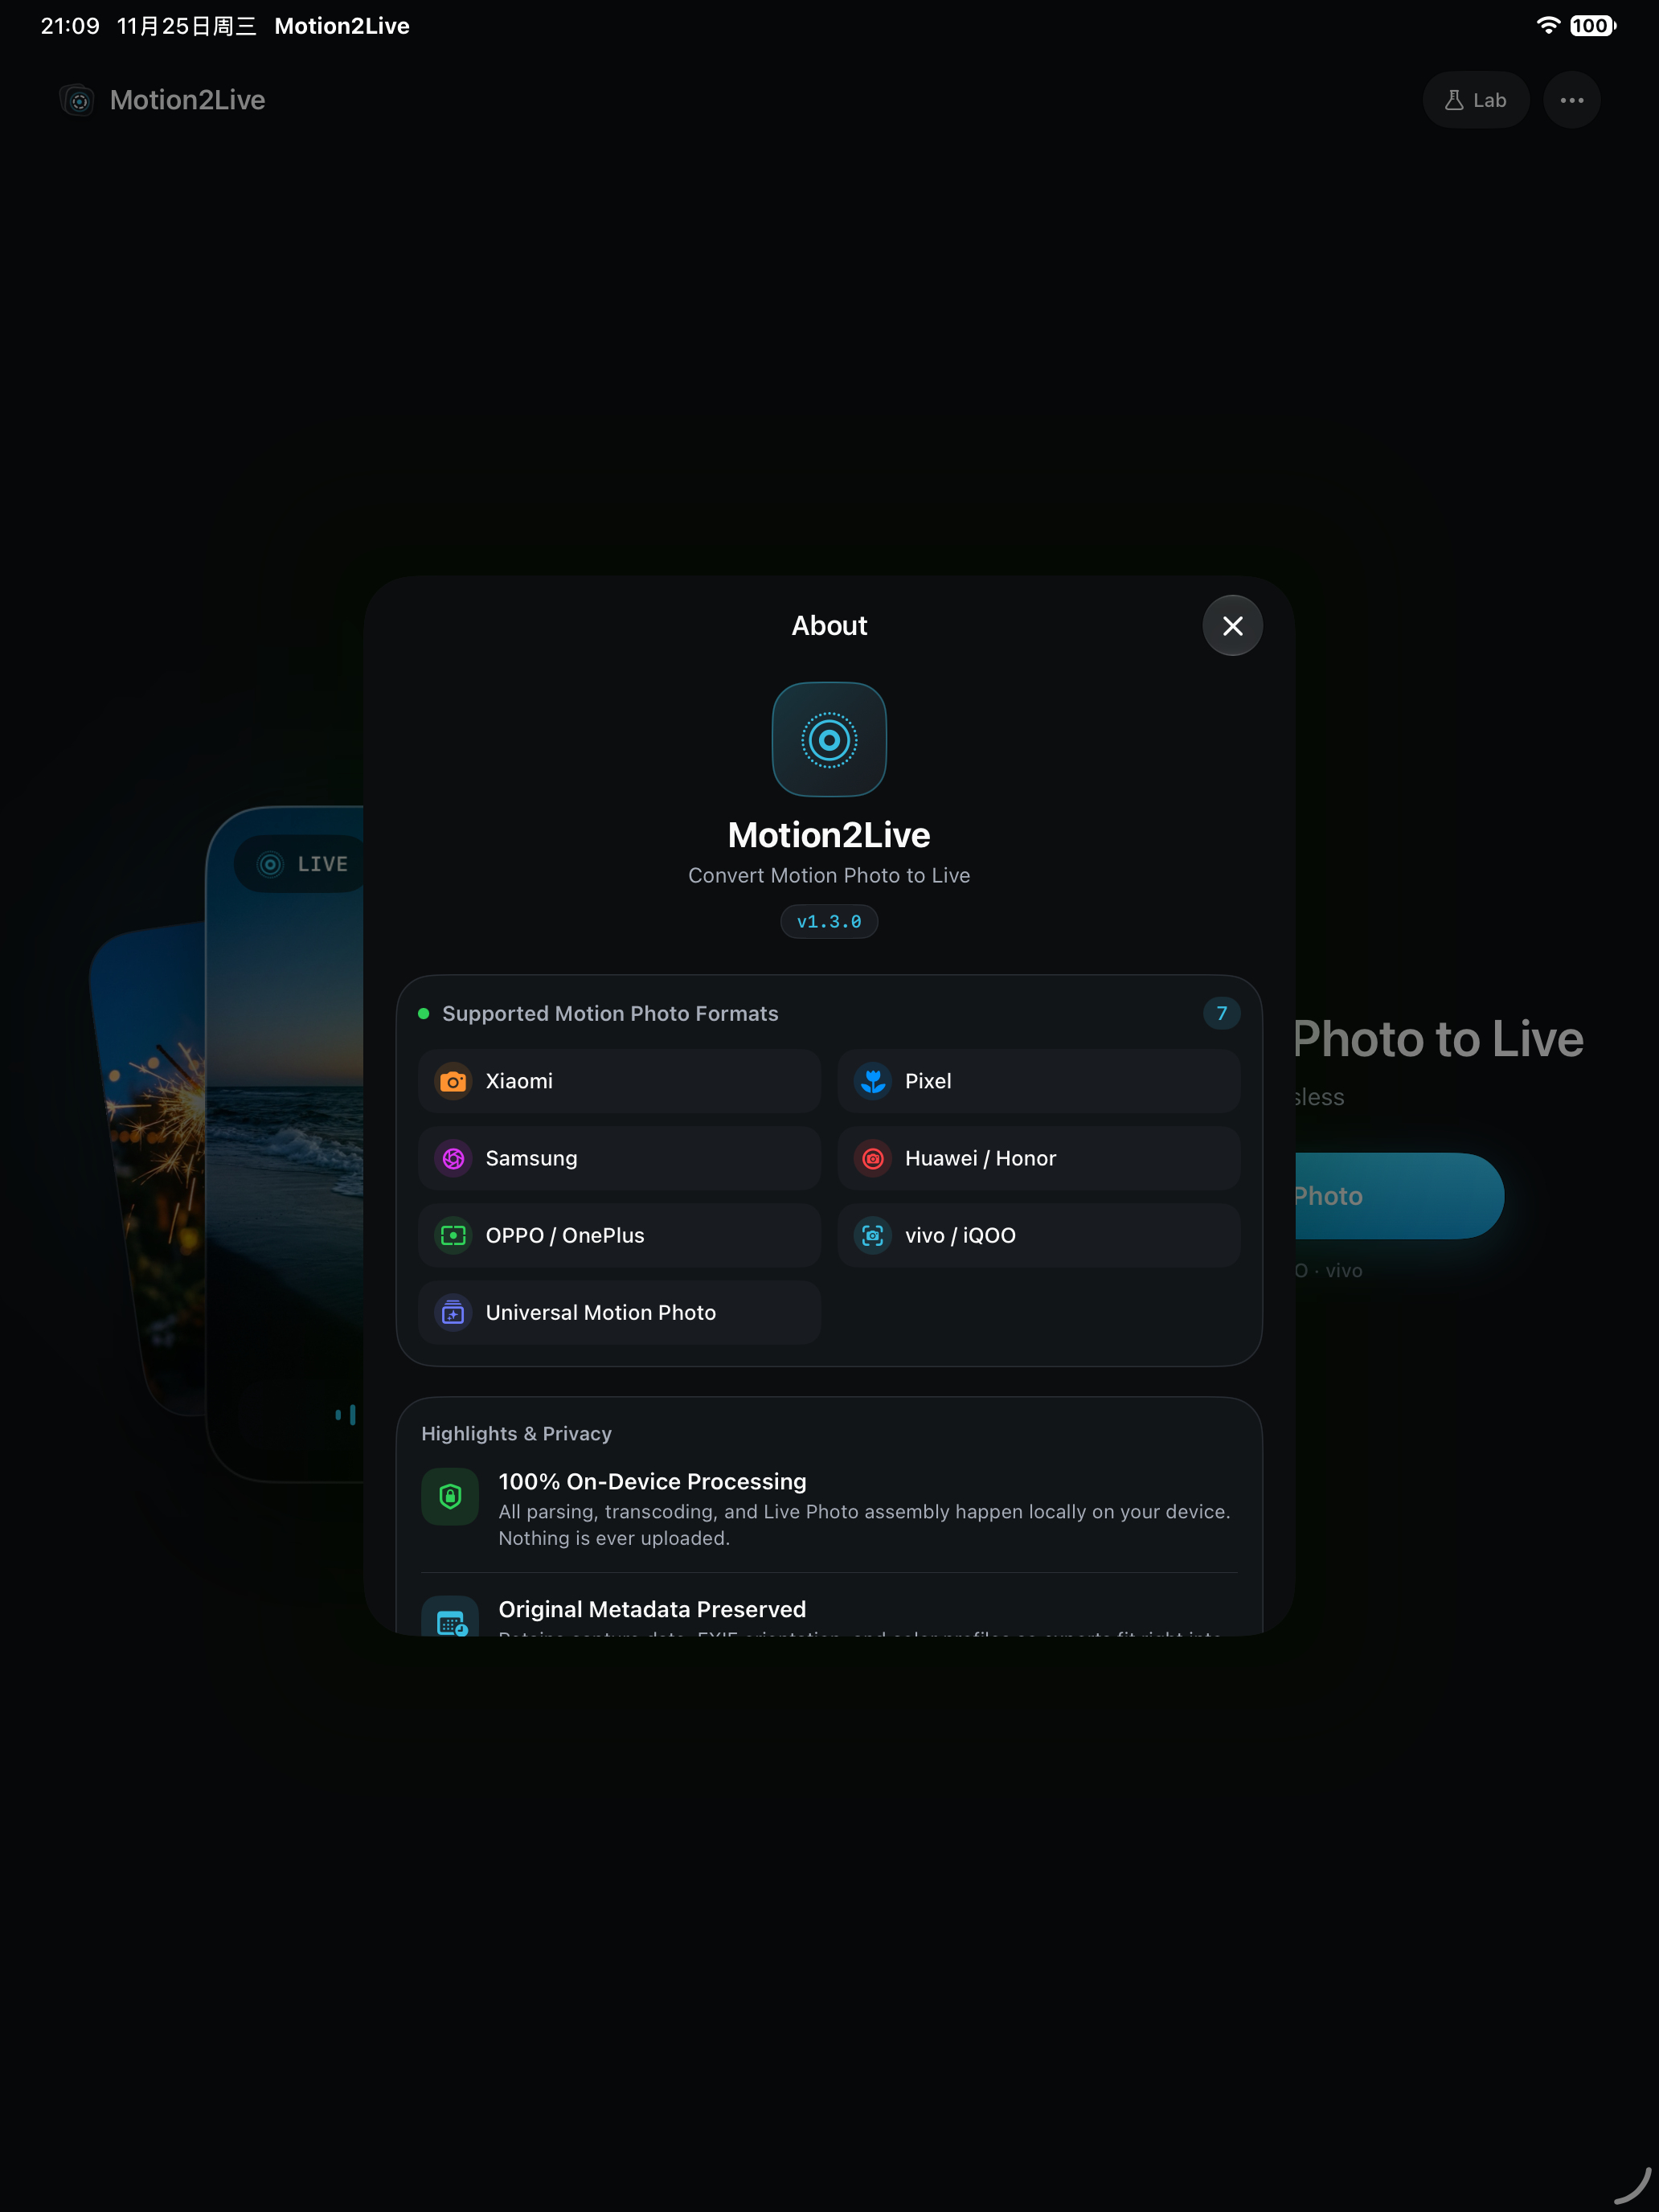 21:09 11月25日周三 Motion2Live
100
Motion2Live
Lab
About
Motion2Live
Convert Motion Photo to Live
v1.3.0
LIVE
Supported Motion Photo Formats
7
Xiaomi
Pixel
Samsung
Huawei / Honor
OPPO / OnePlus
vivo / iQOO
Universal Motion Photo
Photo to Live
Photo
O · vivo
Highlights & Privacy
100% On-Device Processing
All parsing, transcoding, and Live Photo assembly happen locally on your device.
Nothing is ever uploaded.
Original Metadata Preserved